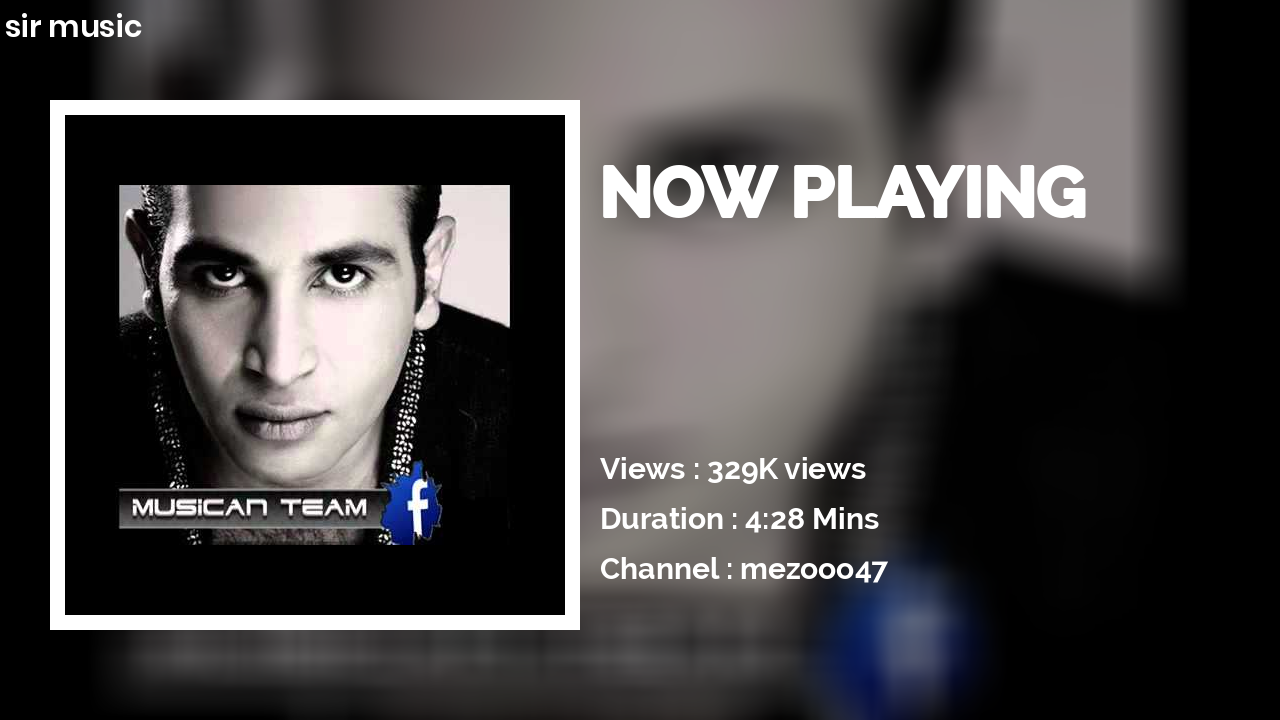 sir music
NOW PLAYING
Views : 329K views
Duration : 4:28 Mins
Channel : mezooo47
MUSICAN TEAM
f